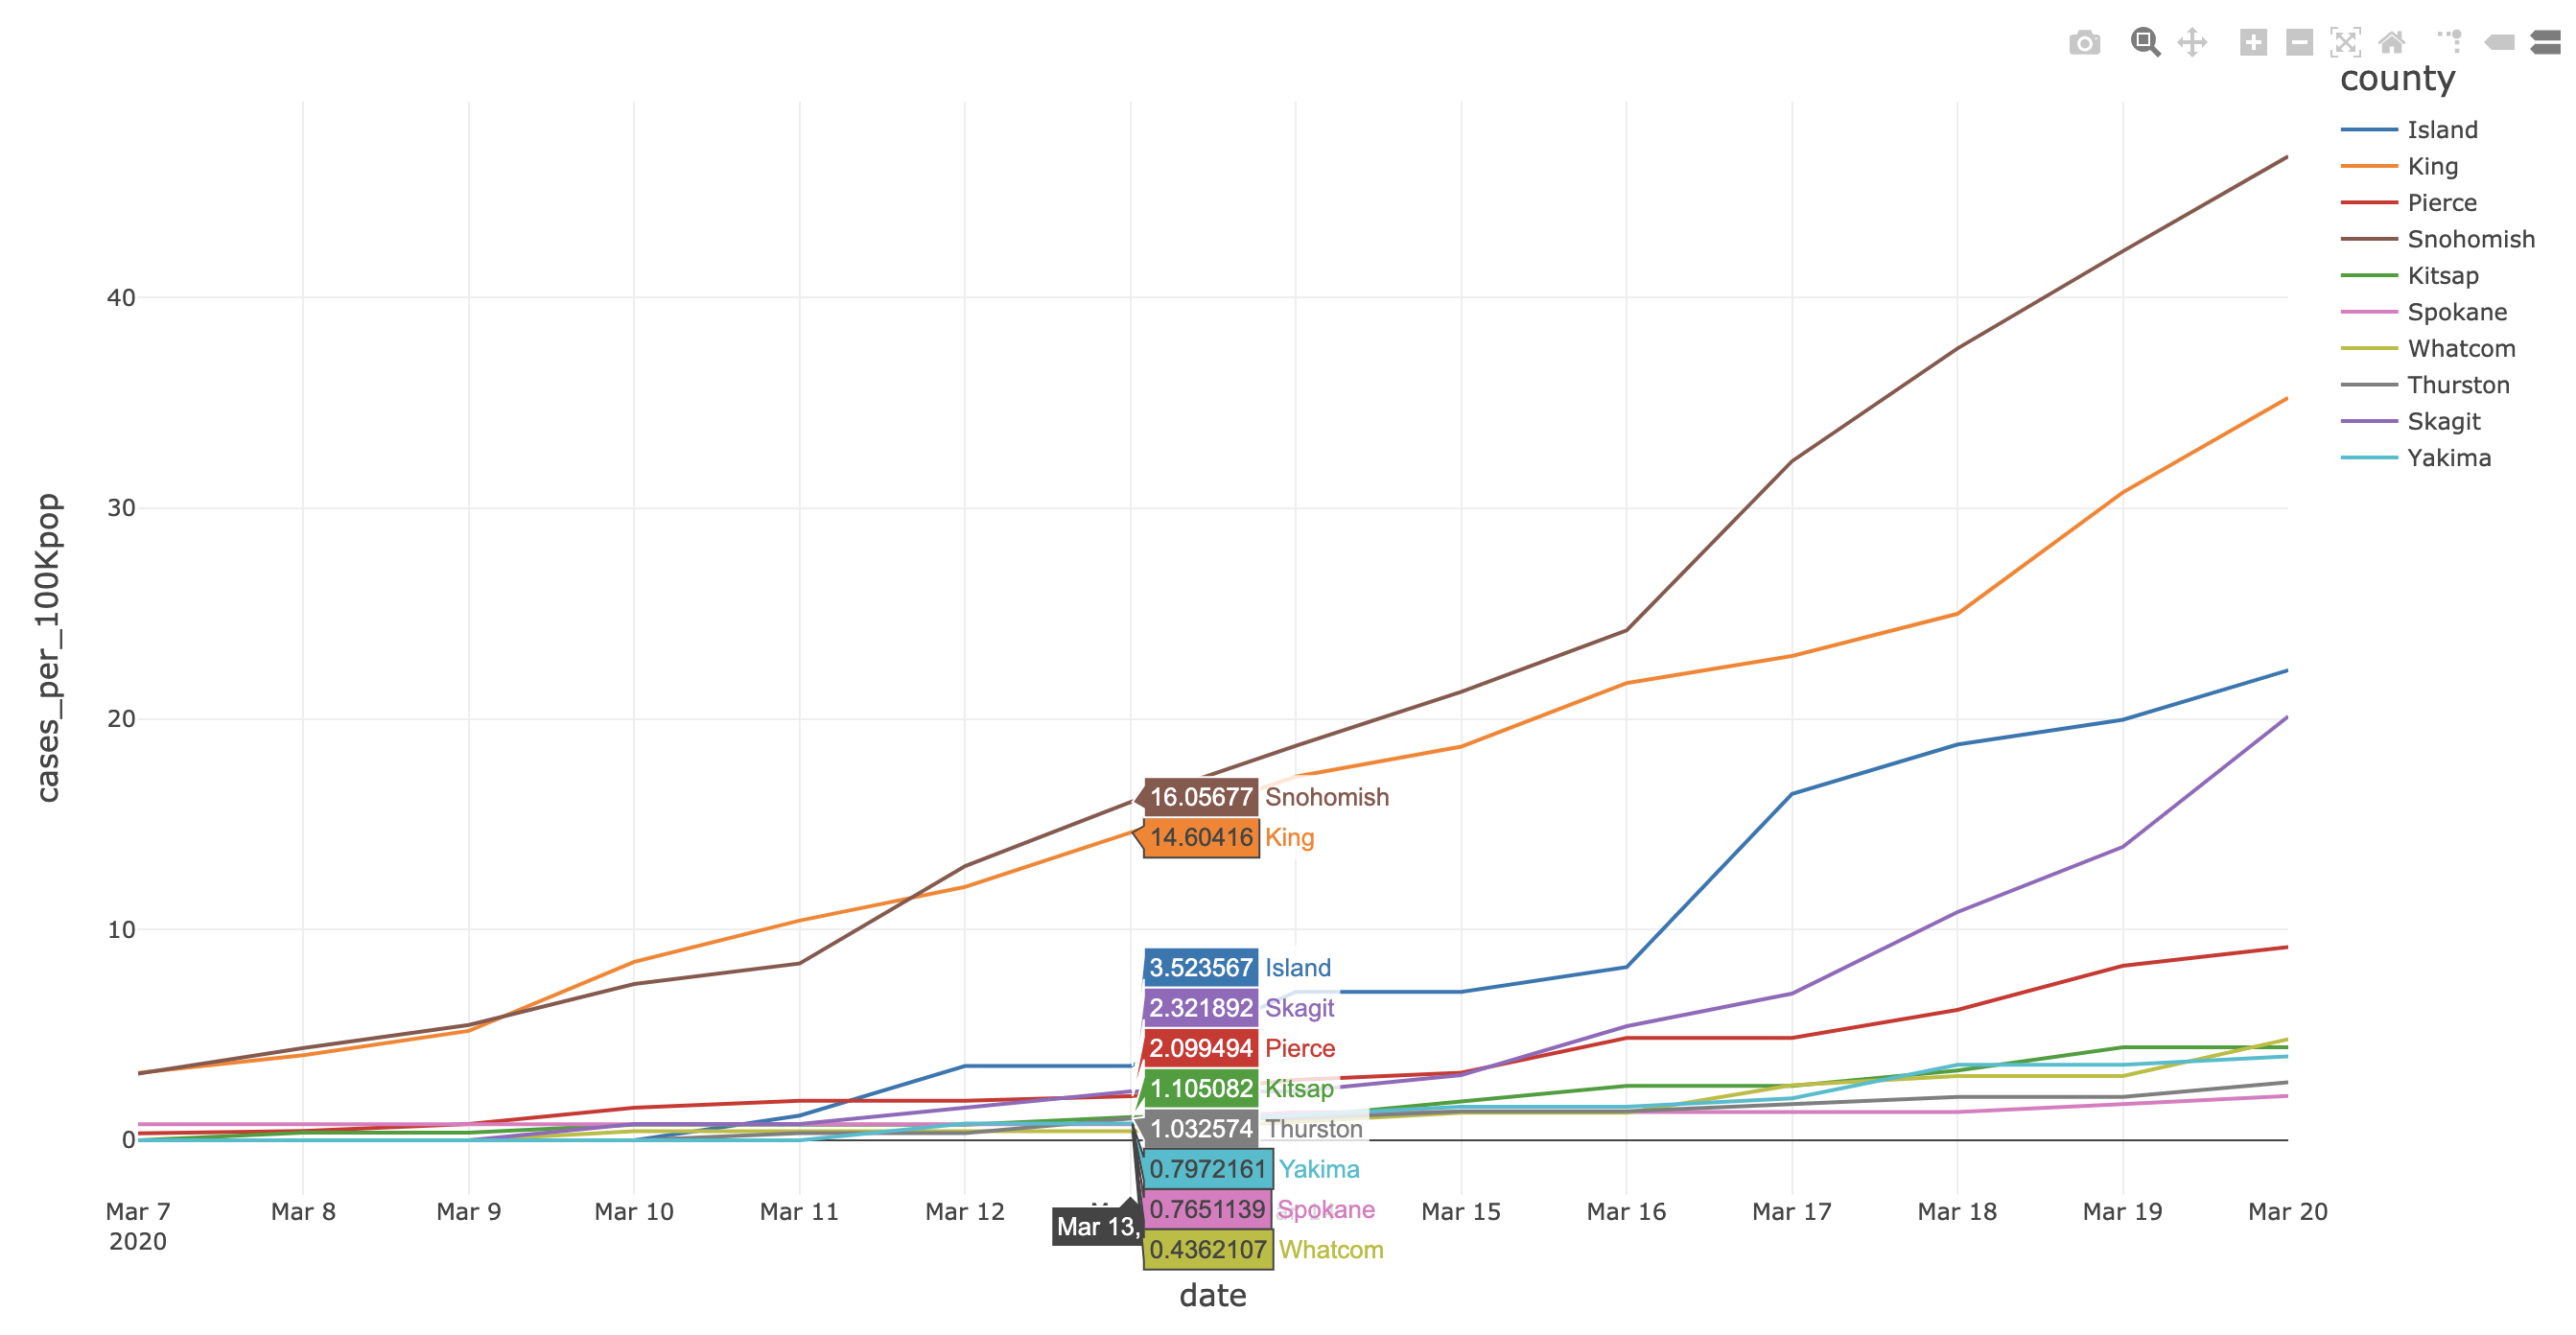 county
Island
King
Pierce
Snohomish
Kitsap
Spokane
Whatcom
Thurston
Skagit
Yakima
cases_per_100Kpop
40
30
20
10
0
16.05677 Snohomish
14.60416 King
3.523567 Island
2.321892 Skagit
2.099494 Pierce
1.105082 Kitsap
1.032574 Thurston
0.7972161 Yakima
0.7651139 Spokane
0.4362107 Whatcom
Mar 13,
Mar 7 Mar 8 Mar 9 Mar 10 Mar 11 Mar 12 Mar 15 Mar 16 Mar 17 Mar 18 Mar 19 Mar 20
2020
date